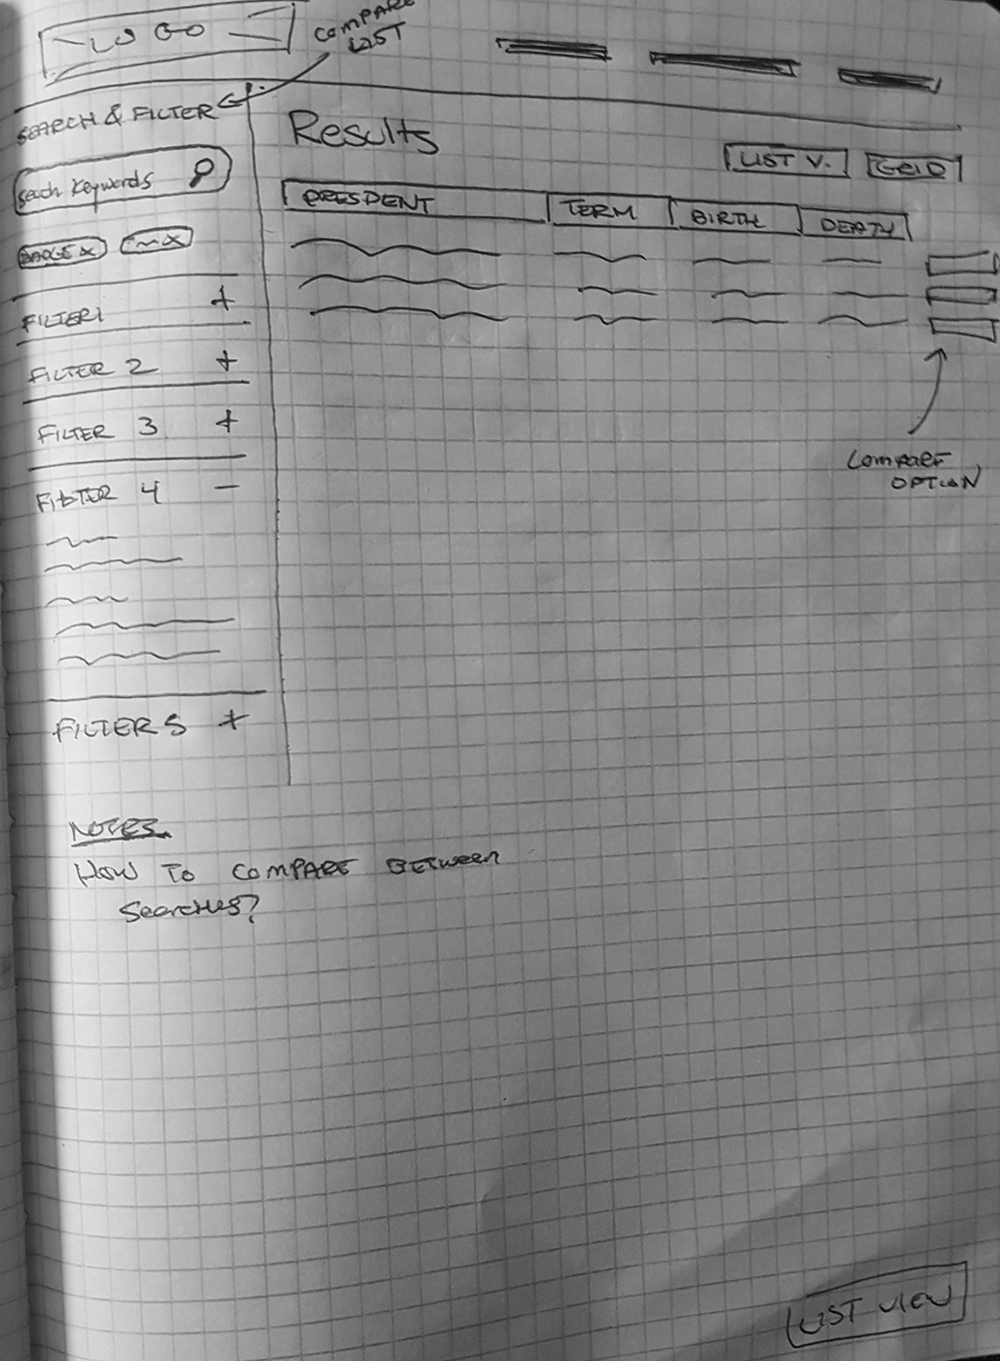 LOGO
COMPARE
LIST
SEARCH & FILTER
Search Keywords
BADGE x
Results
LIST V.
GRID
PRESDENT
TERM
BIRTH
DEATH
FILTER 1 +
FILTER 2 +
FILTER 3 +
FILTER 4 -
FILTER 5 +
COMPARE
OPTION
NOTES
HOW TO COMPARE BETWEEN
Searches?
LIST VIEW